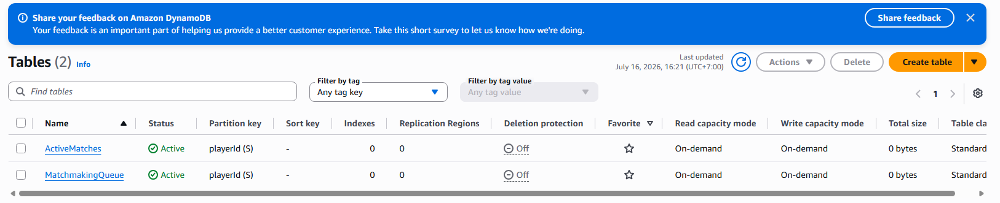 Share your feedback on Amazon DynamoDB
Your feedback is an important part of helping us provide a better customer experience. Take this short survey to let us know how we're doing.
Share feedback
Tables (2) Info
Last updated
July 16, 2026, 16:21 (UTC+7:00)
Actions
Delete
Create table
Find tables
Filter by tag
Any tag key
Filter by tag value
Any tag value
1
Name Status Partition key Sort key Indexes Replication Regions Deletion protection Favorite Read capacity mode Write capacity mode Total size Table cla
ActiveMatches Active playerId (S) - 0 0 Off On-demand On-demand 0 bytes Standard
MatchmakingQueue Active playerId (S) - 0 0 Off On-demand On-demand 0 bytes Standard